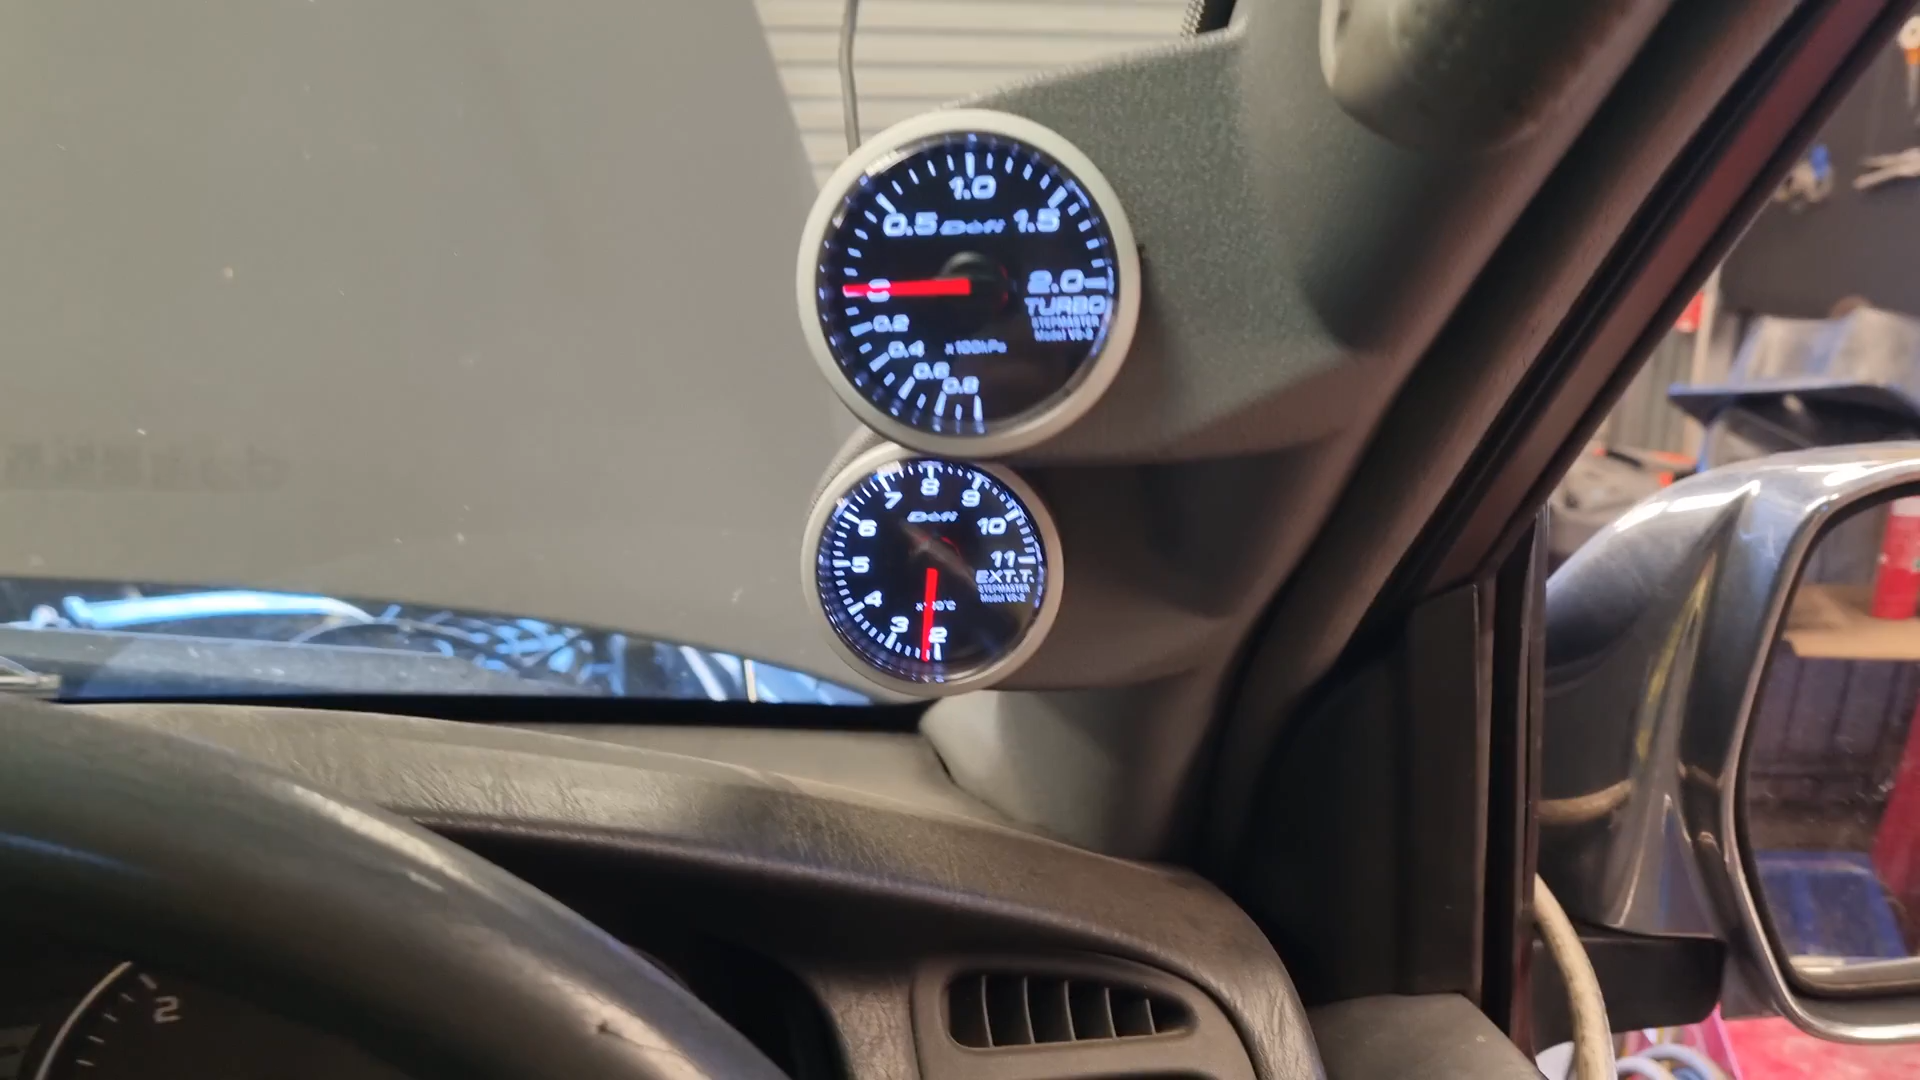 1.0
0.5 Defi 1.5
2.0
0
TURBO
STEPMASTER
Model VS-2
0.2
0.4 x100kPa
0.6
0.8
8
7 9
Defi
6 10
5 11
EXT.T.
STEPMASTER
Model VS-2
4
3 2
2